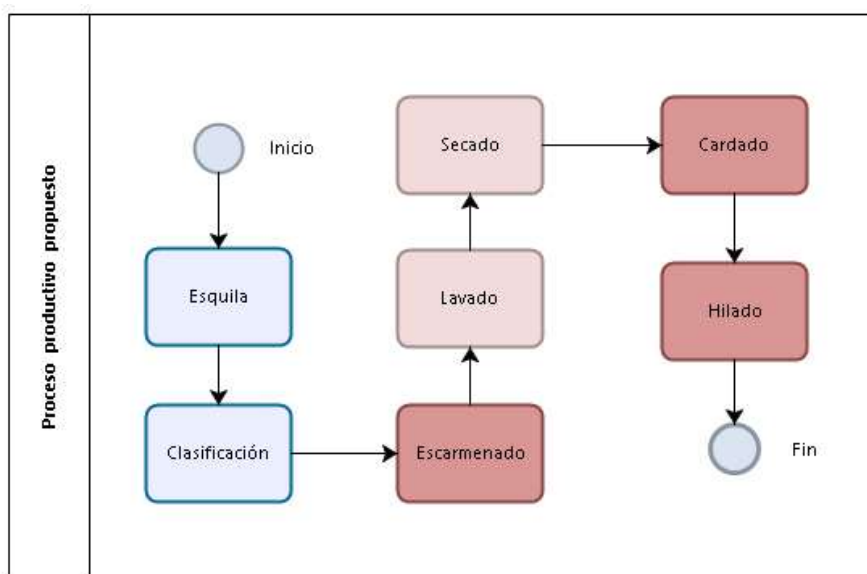 Proceso productivo propuesto
Inicio
Esquila
Clasificación
Escarmenado
Lavado
Secado
Cardado
Hilado
Fin